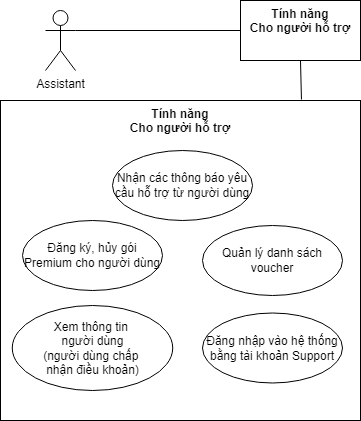 Tính năng
Cho người hỗ trợ
Assistant
Tính năng
Cho người hỗ trợ
Nhận các thông báo yêu
cầu hỗ trợ từ người dùng
Đăng ký, hủy gói
Premium cho người dùng
Quản lý danh sách
voucher
Xem thông tin
người dùng
(người dùng chấp
nhận điều khoản)
Đăng nhập vào hệ thống
bằng tài khoản Support